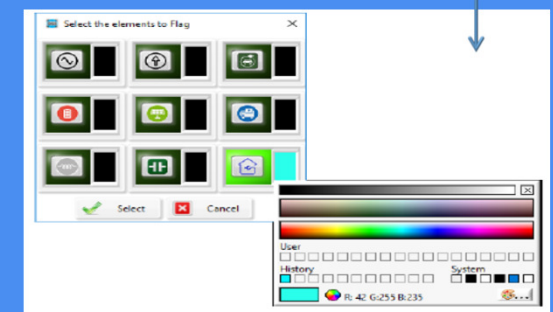 Select the elements to Flag
Select
Cancel
User
History
System
R: 42 G:255 B:235